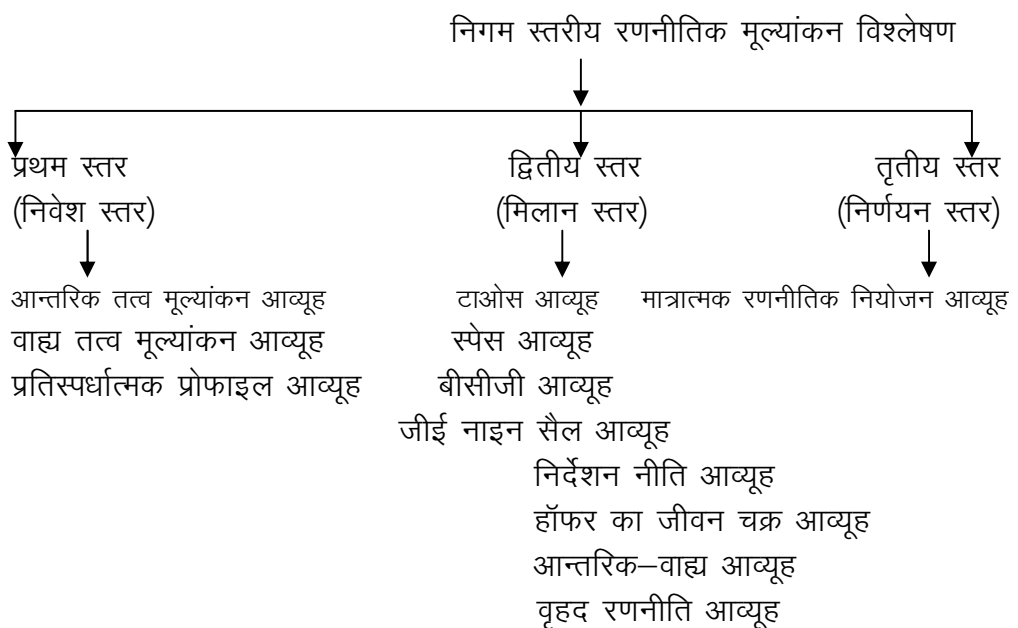 निगम स्तरीय रणनीतिक मूल्यांकन विश्लेषण
प्रथम स्तर
(निवेश स्तर)
आन्तरिक तत्व मूल्यांकन आव्यूह
वाह्य तत्व मूल्यांकन आव्यूह
प्रतिस्पर्धात्मक प्रोफाइल आव्यूह
द्वितीय स्तर
(मिलान स्तर)
टाओस आव्यूह
स्पेस आव्यूह
बीसीजी आव्यूह
जीई नाइन सैल आव्यूह
निर्देशन नीति आव्यूह
हॉफर का जीवन चक्र आव्यूह
आन्तरिक–वाह्य आव्यूह
वृहद रणनीति आव्यूह
तृतीय स्तर
(निर्णयन स्तर)
मात्रात्मक रणनीतिक नियोजन आव्यूह